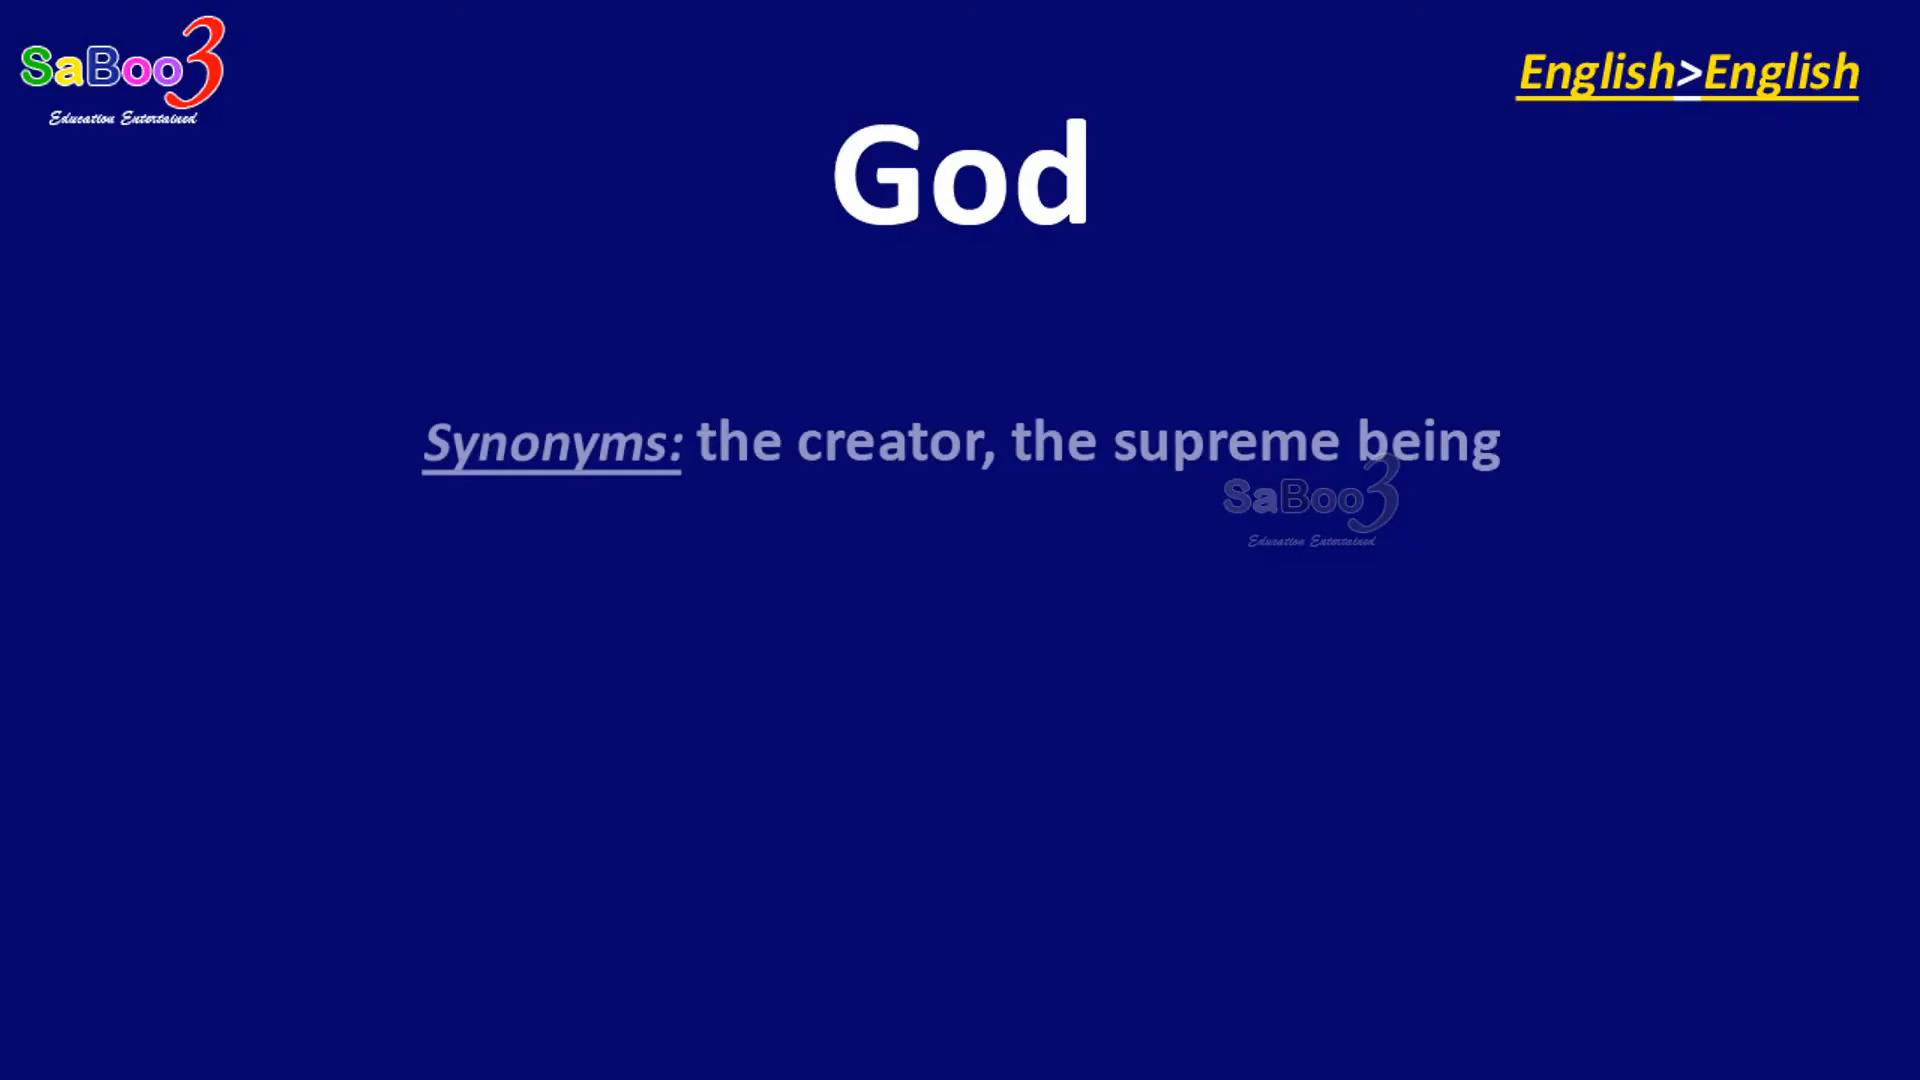 SaBoo3
Education Entertained
English>English
God
Synonyms: the creator, the supreme being
SaBoo3
Education Entertained